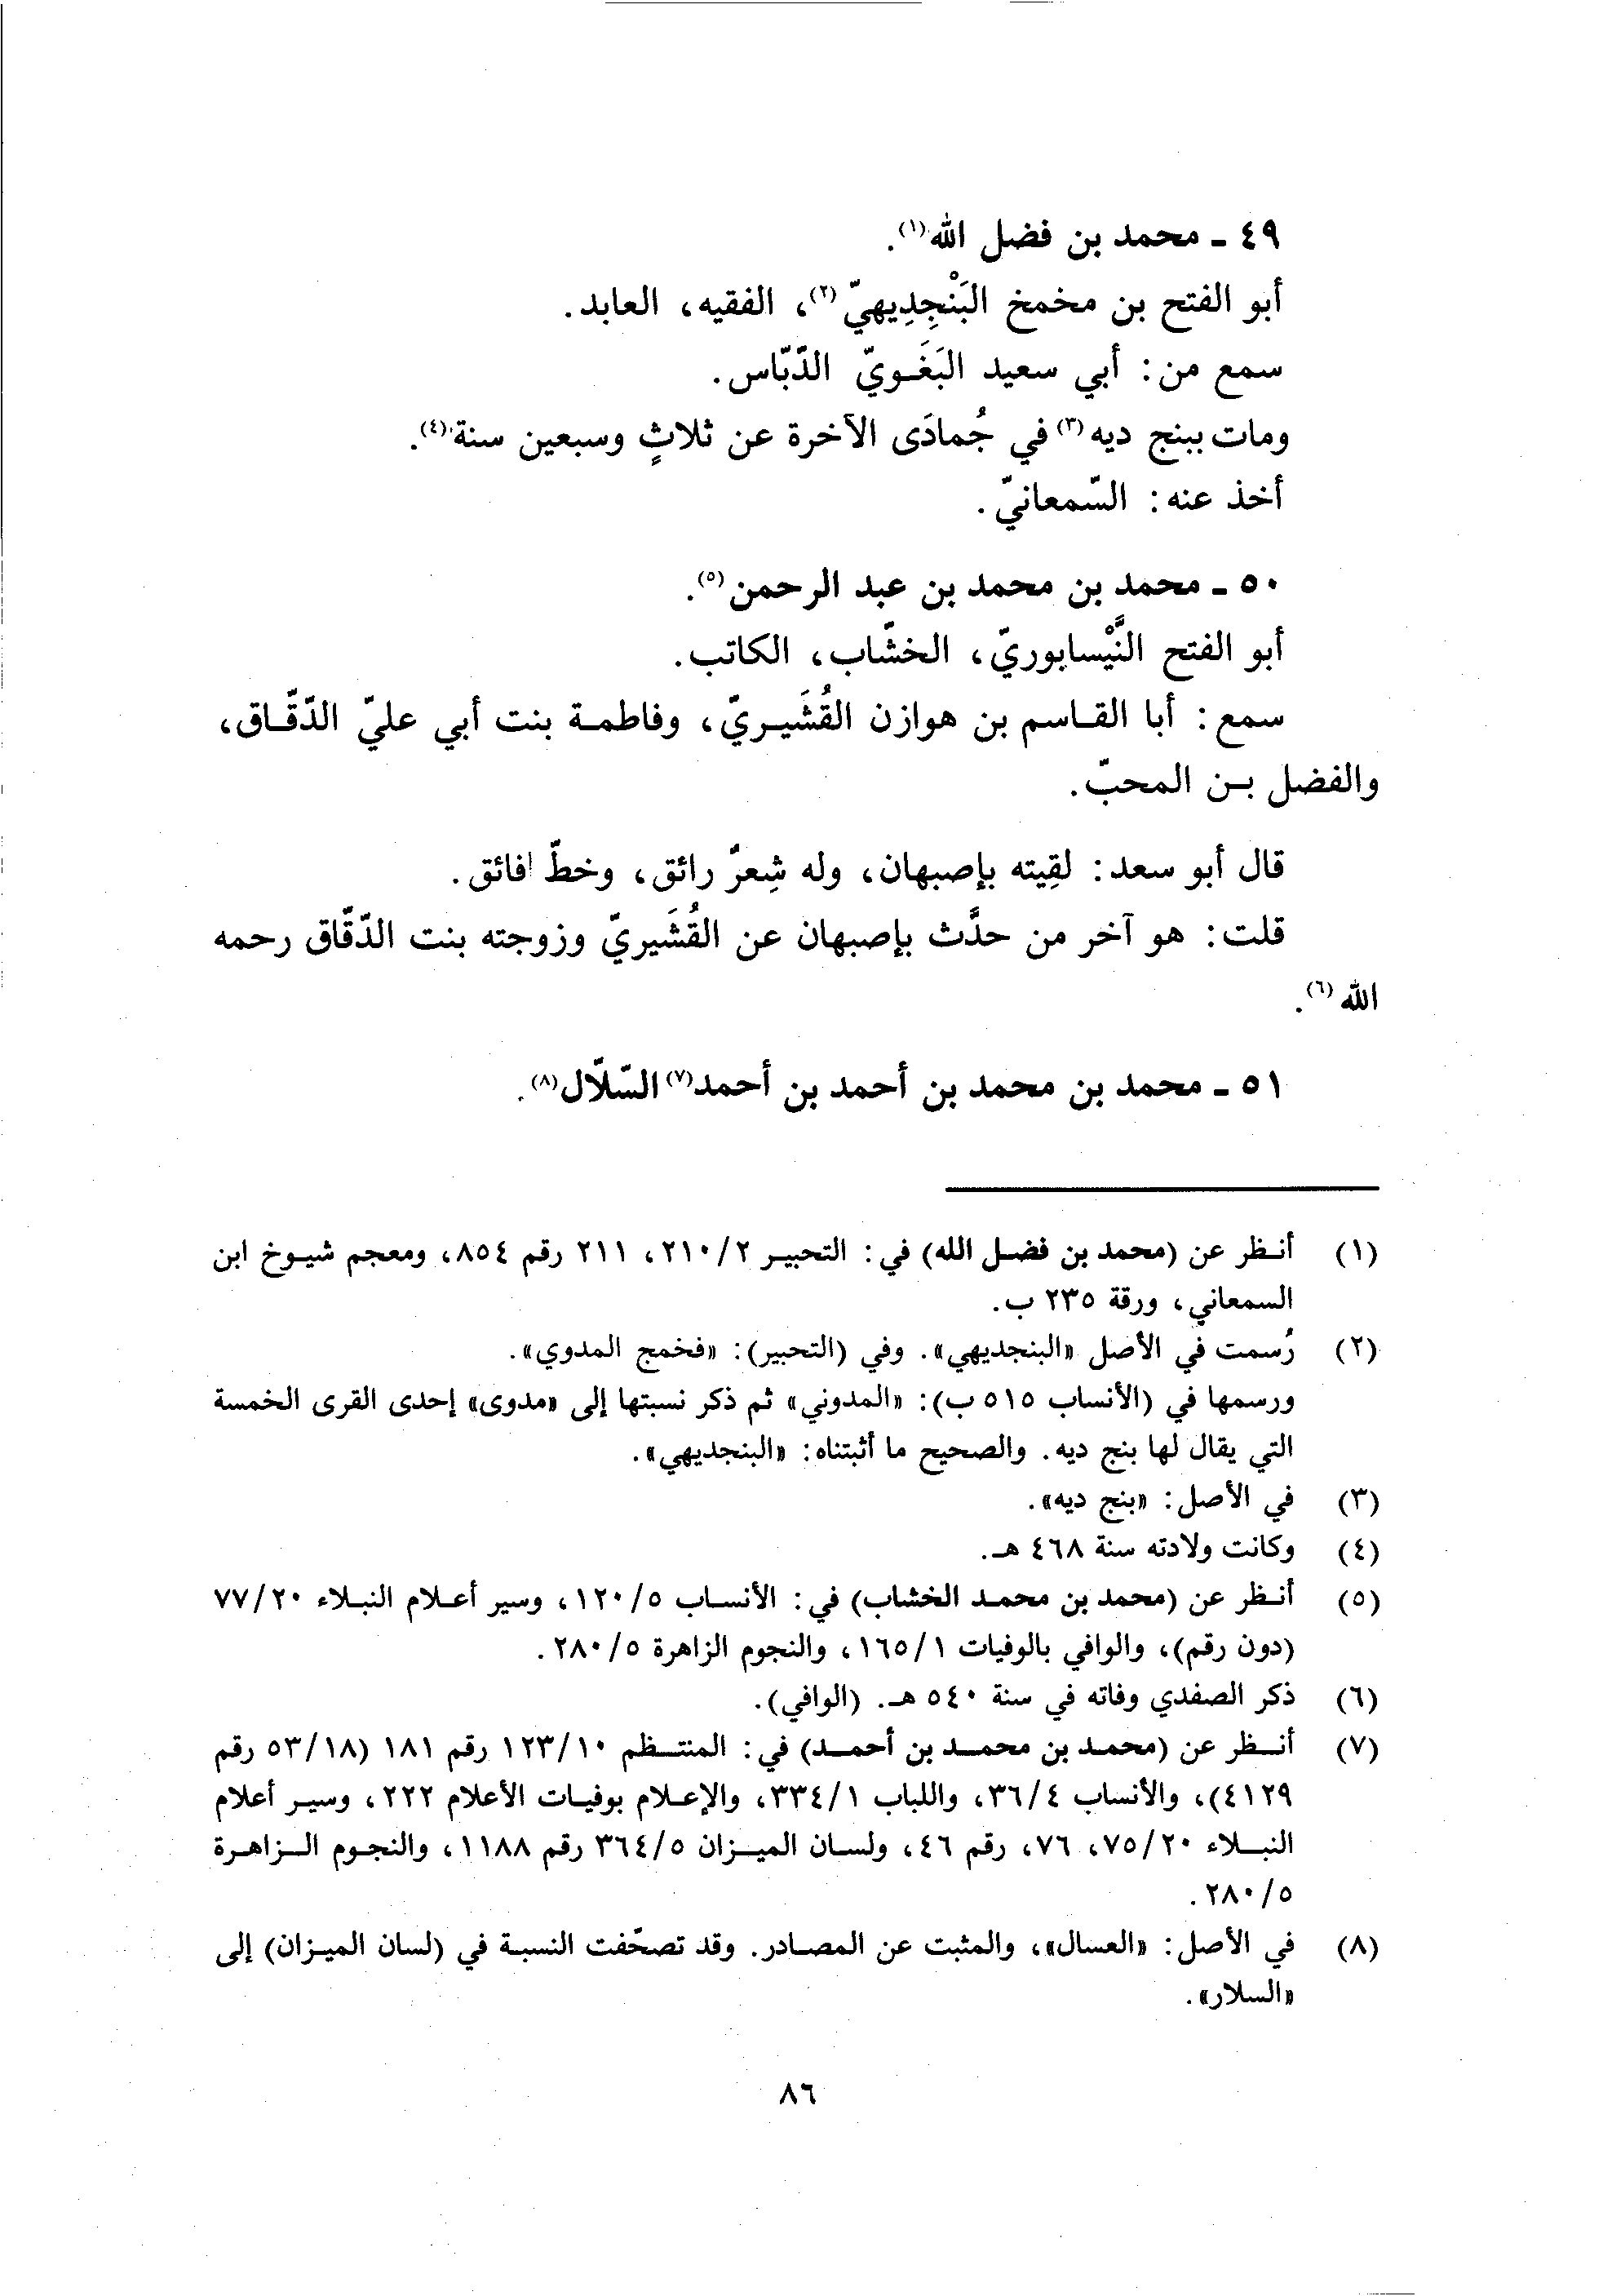 ٤٩ ـ محمد بن فضل الله(١).
أبو الفتح بن مخمخ البَنْجِدِيهيّ(٢)، الفقيه، العابد.
سمع من: أبي سعيد البَغَـويّ الدّبّاس.
ومات ببنج ديه(٣) في جُمادَى الآخرة عن ثلاثٍ وسبعين سنة(٤).
أخذ عنه: السّمعانيّ.
٥٠ ـ محمد بن محمد بن عبد الرحمن(٥).
أبو الفتح النَّيْسابوريّ، الخشّاب، الكاتب.
سمع: أبا القـاسم بن هوازن القُشَيـريّ، وفاطمـة بنت أبي عليّ الدّقّـاق،
والفضل بـن المحبّ.
قال أبو سعد: لقِيته بإصبهان، وله شِعرٌ رائق، وخطّ فائق.
قلت: هو آخر من حدَّث بإصبهان عن القُشَيريّ وزوجته بنت الدّقّاق رحمه
الله(٦).
٥١ ـ محمد بن محمد بن أحمد بن أحمد(٧) السّلّال(٨).
(١) أنـظر عن (محمد بن فضـل الله) في: التحبيـر ٢/٢١٠، ٢١١ رقم ٨٥٤، ومعجم شيـوخ ابن
السمعاني، ورقة ٢٣٥ ب.
(٢) رُسمت في الأصل «البنجديهي». وفي (التحبير): «فخمج المدوي».
ورسمها في (الأنساب ٥١٥ ب): «المدوني» ثم ذكر نسبتها إلى «مدوى» إحدى القرى الخمسة
التي يقال لها بنج ديه. والصحيح ما أثبتناه: «البنجديهي».
(٣) في الأصل: «بنج ديه».
(٤) وكانت ولادته سنة ٤٦٨ هـ.
(٥) أنـظر عن (محمد بن محمـد الخشاب) في: الأنسـاب ٥/١٢٠، وسير أعـلام النبـلاء ٢٠/٧٧
(دون رقم)، والوافي بالوفيات ١/١٦٥، والنجوم الزاهرة ٥/٢٨٠.
(٦) ذكر الصفدي وفاته في سنة ٥٤٠ هـ. (الوافي).
(٧) أنـظر عن (محمـد بن محمـد بن أحمـد) في: المنتـظم ١٠/١٢٣ رقم ١٨١ (١٨/٥٣ رقم
٤١٢٩)، والأنساب ٤/٣٦، واللباب ١/٣٣٤، والإعـلام بوفيـات الأعلام ٢٢٢، وسيـر أعلام
النبـلاء ٢٠/٧٥، ٧٦، رقم ٤٦، ولسـان الميـزان ٥/٣٦٤ رقم ١١٨٨، والنجـوم الـزاهـرة
٥/٢٨٠.
(٨) في الأصل: «العسال»، والمثبت عن المصـادر. وقد تصحّفت النسبـة في (لسان الميـزان) إلى
«السلار».
٨٦